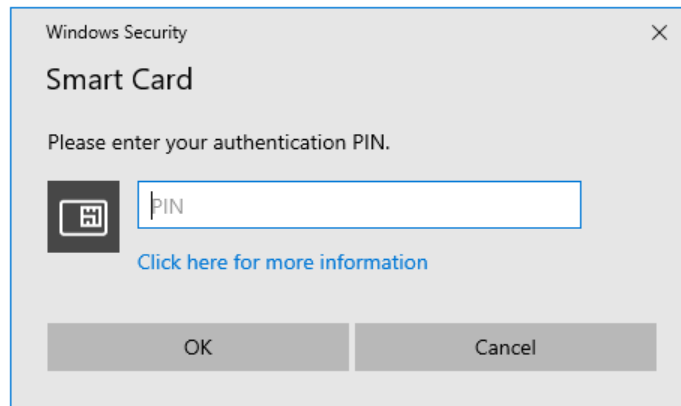 Windows Security
Smart Card
Please enter your authentication PIN.
PIN
Click here for more information
OK
Cancel